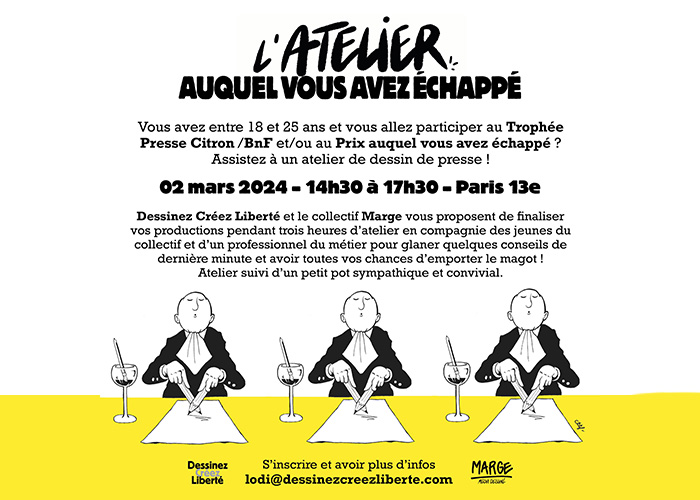 L'ATELIER
AUQUEL VOUS AVEZ ÉCHAPPÉ
Vous avez entre 18 et 25 ans et vous allez participer au Trophée
Presse Citron /BnF et/ou au Prix auquel vous avez échappé ?
Assistez à un atelier de dessin de presse !
02 mars 2024 – 14h30 à 17h30 – Paris 13e
Dessinez Créez Liberté et le collectif Marge vous proposent de finaliser
vos productions pendant trois heures d'atelier en compagnie des jeunes du
collectif et d'un professionnel du métier pour glaner quelques conseils de
dernière minute et avoir toutes vos chances d'emporter le magot !
Atelier suivi d'un petit pot sympathique et convivial.
Dessinez
Créez
Liberté
S'inscrire et avoir plus d'infos
lodi@dessinezcreezliberte.com
MARGE
MEDIA DESSINÉ